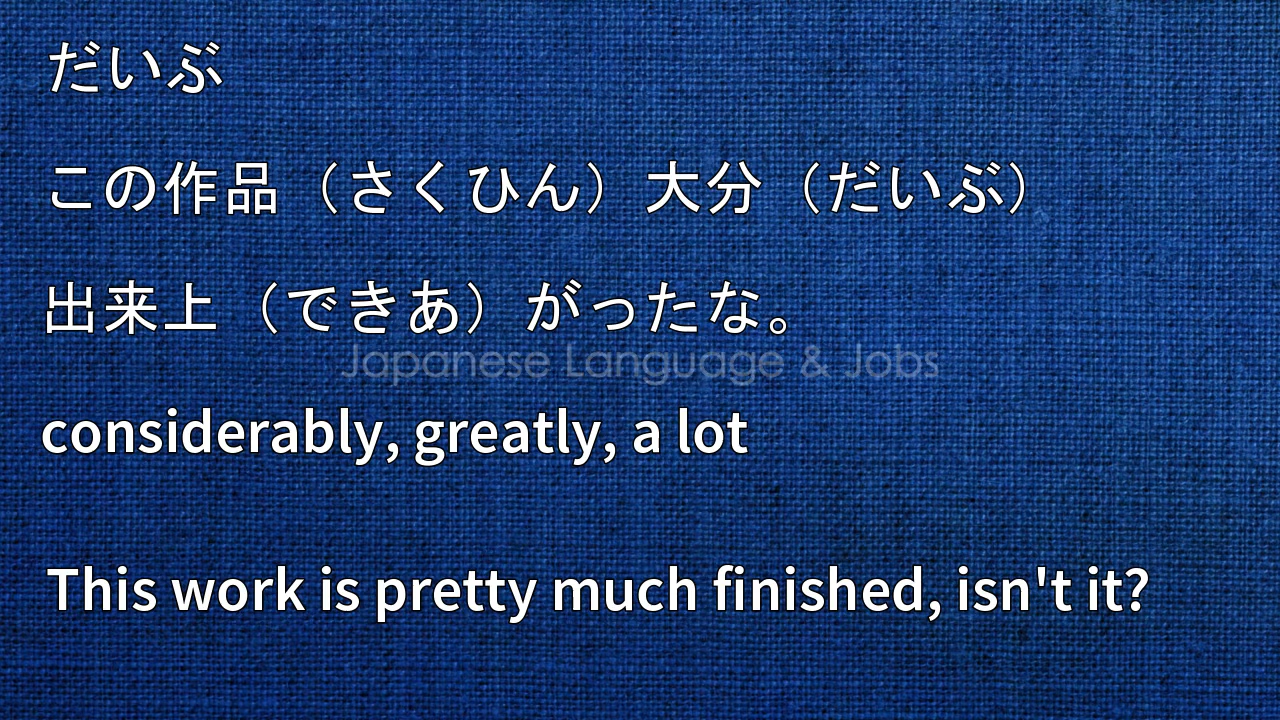 だいぶ
この作品（さくひん）大分（だいぶ）
出来上（できあ）がったな。
Japanese Language & Jobs
considerably, greatly, a lot
This work is pretty much finished, isn't it?